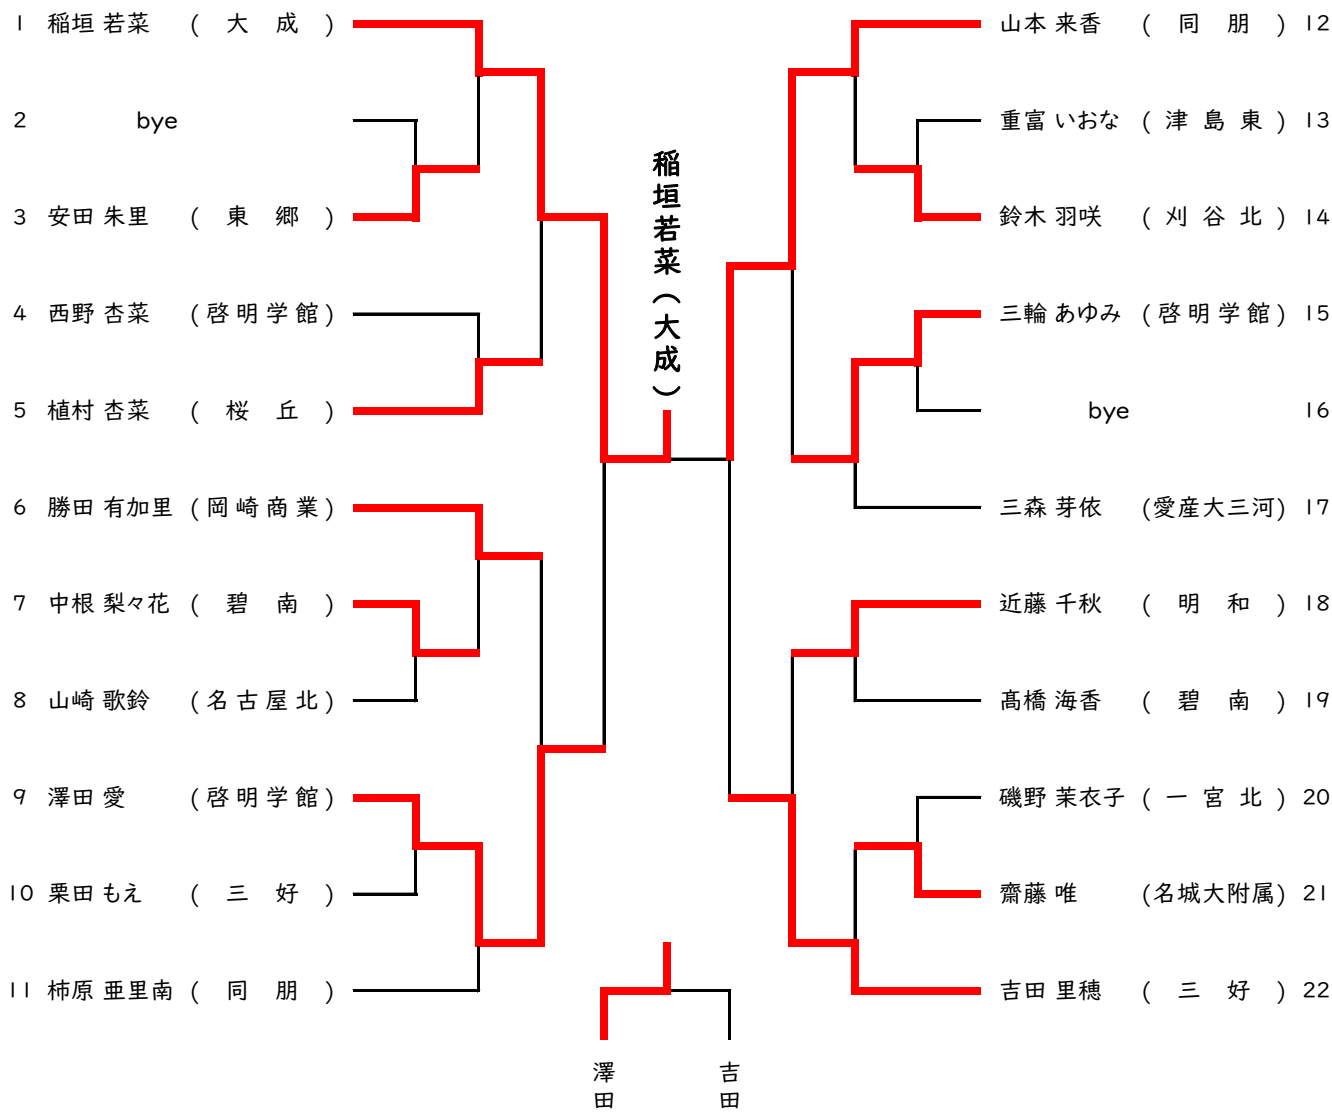 1 稲垣 若菜 ( 大 成 )
2 bye
3 安田 朱里 ( 東 郷 )
4 西野 杏菜 ( 啓 明 学 館 )
5 植村 杏菜 ( 桜 丘 )
6 勝田 有加里 ( 岡 崎 商 業 )
7 中根 梨々花 ( 碧 南 )
8 山崎 歌鈴 ( 名 古 屋 北 )
9 澤田 愛 ( 啓 明 学 館 )
10 栗田 もえ ( 三 好 )
11 柿原 亜里南 ( 同 朋 )
稲垣若菜(大成)
澤田
吉田
山本 来香 ( 同 朋 ) 12
重富 いおな ( 津 島 東 ) 13
鈴木 羽咲 ( 刈 谷 北 ) 14
三輪 あゆみ ( 啓 明 学 館 ) 15
bye 16
三森 芽依 (愛産大三河) 17
近藤 千秋 ( 明 和 ) 18
髙橋 海香 ( 碧 南 ) 19
磯野 茉衣子 ( 一 宮 北 ) 20
齋藤 唯 (名城大附属) 21
吉田 里穂 ( 三 好 ) 22